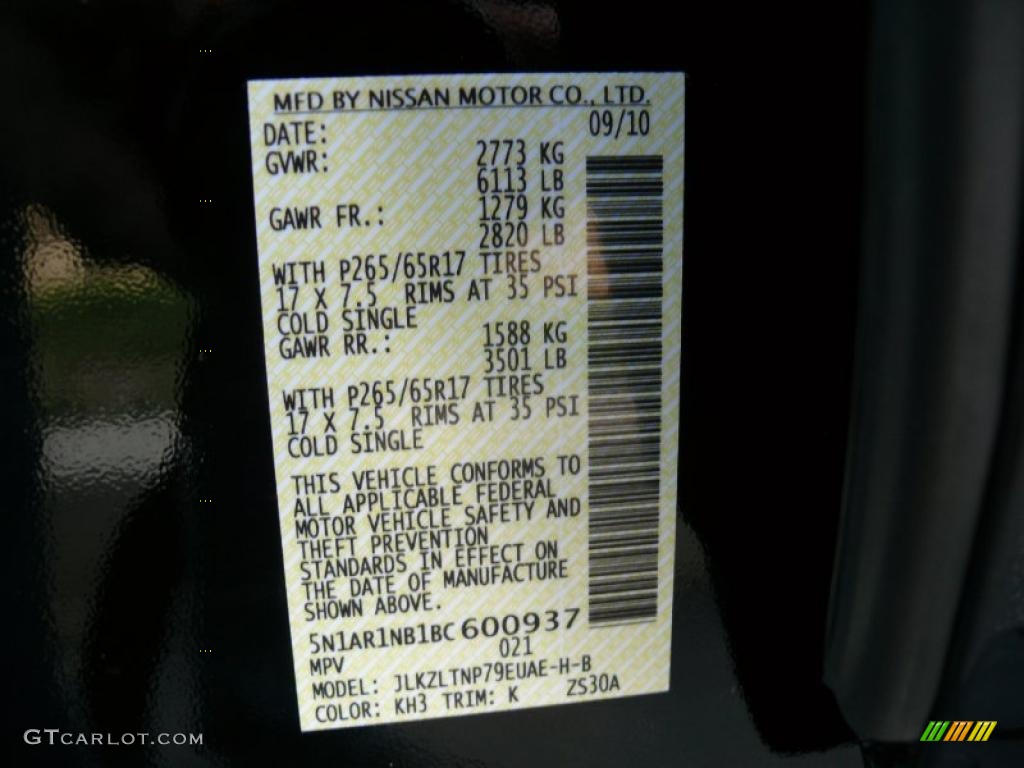 MFD BY NISSAN MOTOR CO., LTD.
DATE: 09/10
GVWR: 2773 KG
6113 LB
GAWR FR.: 1279 KG
2820 LB
WITH P265/65R17 TIRES
17 X 7.5 RIMS AT 35 PSI
COLD SINGLE
GAWR RR.: 1588 KG
3501 LB
WITH P265/65R17 TIRES
17 X 7.5 RIMS AT 35 PSI
COLD SINGLE
THIS VEHICLE CONFORMS TO
ALL APPLICABLE FEDERAL
MOTOR VEHICLE SAFETY AND
THEFT PREVENTION
STANDARDS IN EFFECT ON
THE DATE OF MANUFACTURE
SHOWN ABOVE.
5N1AR1NB1BC600937
MPV 021
MODEL: JLKZLTNP79EUAE-H-B
COLOR: KH3 TRIM: K ZS30A
GTCARLOT.COM